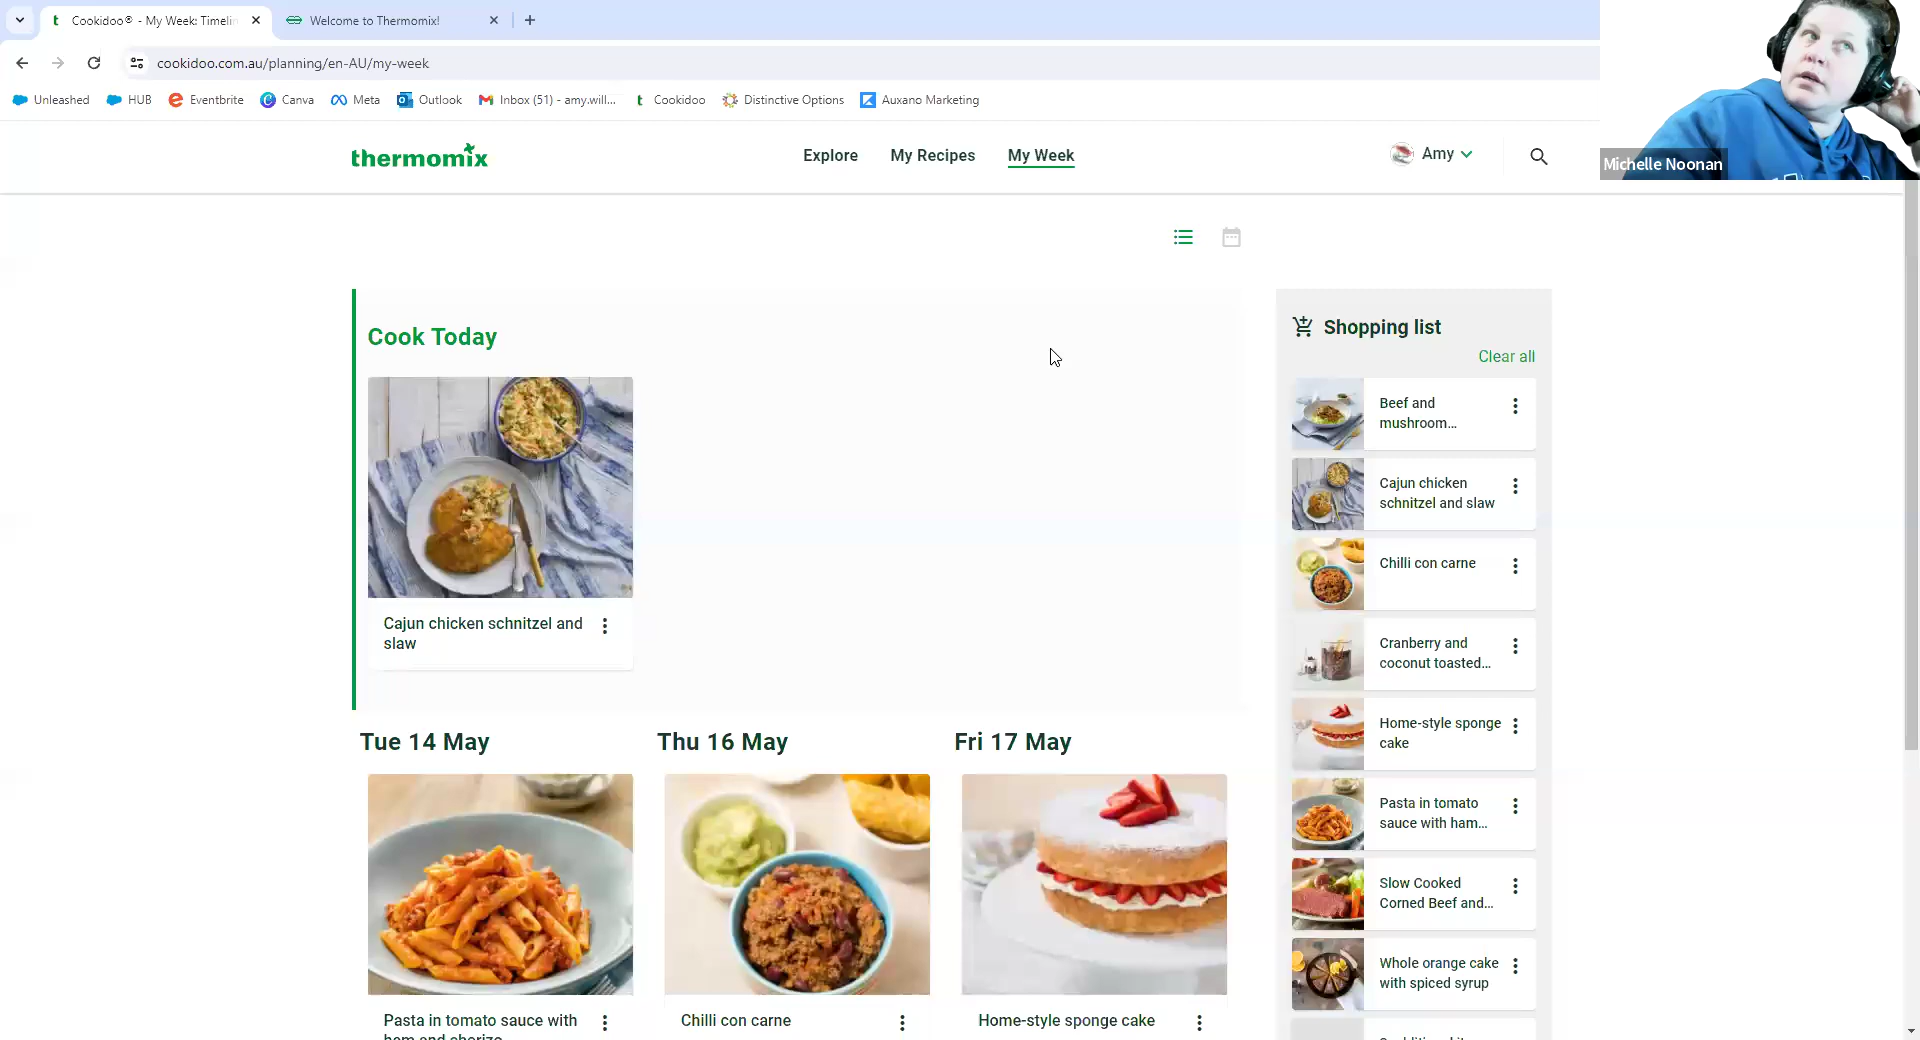 Cookidoo® - My Week: Timelin
Welcome to Thermomix!
cookidoo.com.au/planning/en-AU/my-week
Unleashed
HUB
Eventbrite
Canva
Meta
Outlook
Inbox (51) - amy.will...
Cookidoo
Distinctive Options
Auxano Marketing
thermomix
Explore
My Recipes
My Week
Amy
Michelle Noonan
Cook Today
Cajun chicken schnitzel and
slaw
Tue 14 May
Thu 16 May
Fri 17 May
Pasta in tomato sauce with
ham and chorizo
Chilli con carne
Home-style sponge cake
Shopping list
Clear all
Beef and
mushroom...
Cajun chicken
schnitzel and slaw
Chilli con carne
Cranberry and
coconut toasted...
Home-style sponge
cake
Pasta in tomato
sauce with ham...
Slow Cooked
Corned Beef and...
Whole orange cake
with spiced syrup